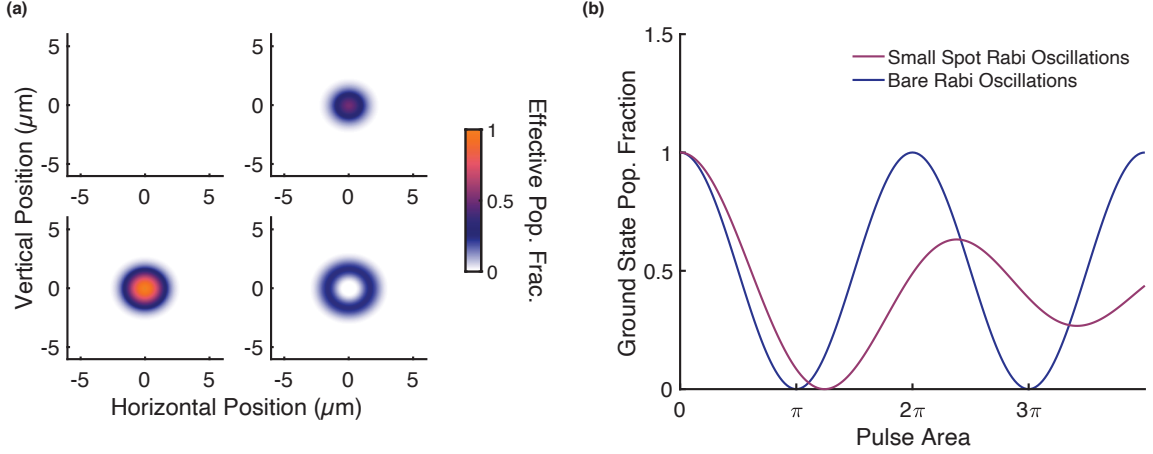 (a)
5
0
-5
-5
0
5
5
0
-5
-5
0
5
5
0
-5
-5
0
5
5
0
-5
-5
0
5
Vertical Position (μm)
Horizontal Position (μm)
1
0.5
0
Effective Pop. Frac.
(b)
1.5
1
0.5
0
Ground State Pop. Fraction
Small Spot Rabi Oscillations
Bare Rabi Oscillations
0
π
2π
3π
Pulse Area